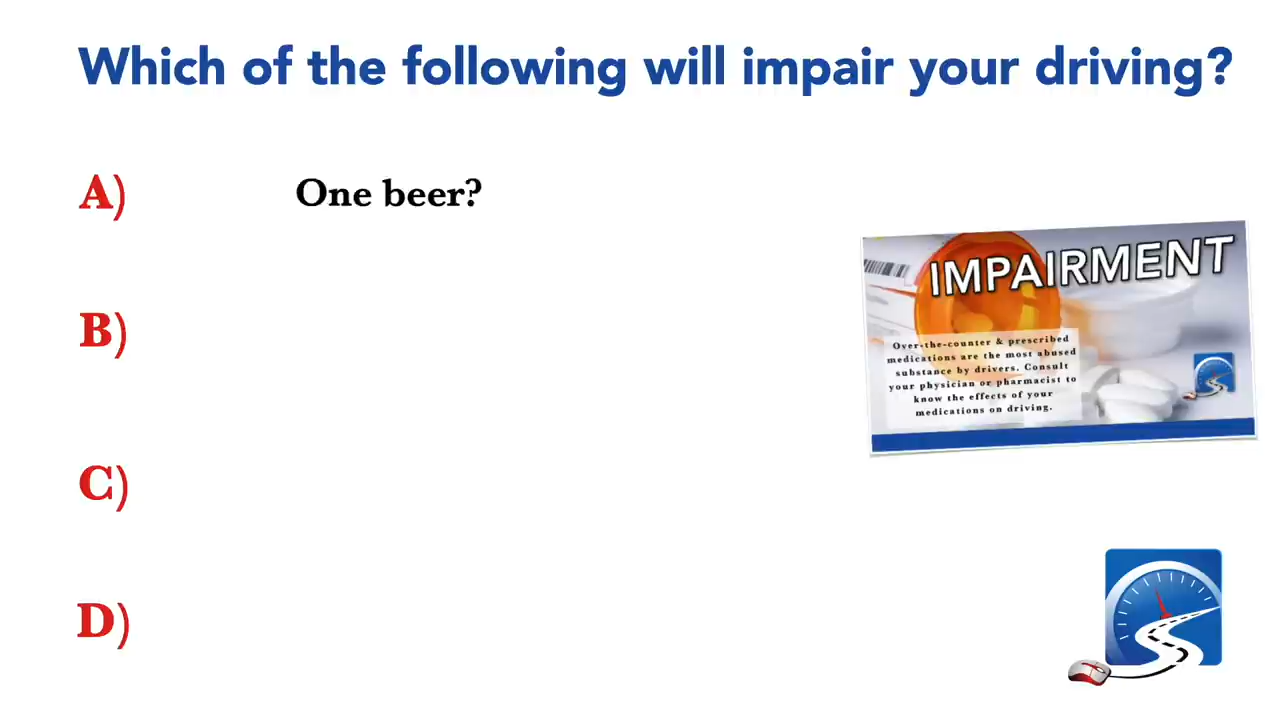 Which of the following will impair your driving?
A) One beer?
B)
IMPAIRMENT
Over-the-counter & prescribed
medications are the most abused
substance by drivers. Consult
your physician or pharmacist to
know the effects of your
medications on driving.
C)
D)